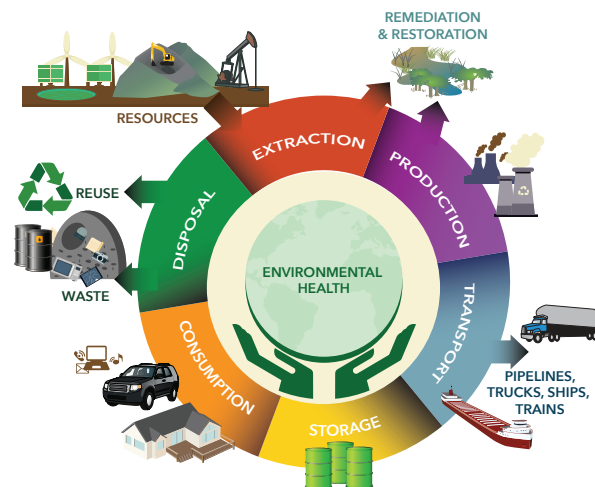 REMEDIATION
& RESTORATION
RESOURCES
EXTRACTION
PRODUCTION
REUSE
DISPOSAL
WASTE
ENVIRONMENTAL
HEALTH
TRANSPORT
PIPELINES,
TRUCKS, SHIPS,
TRAINS
CONSUMPTION
STORAGE